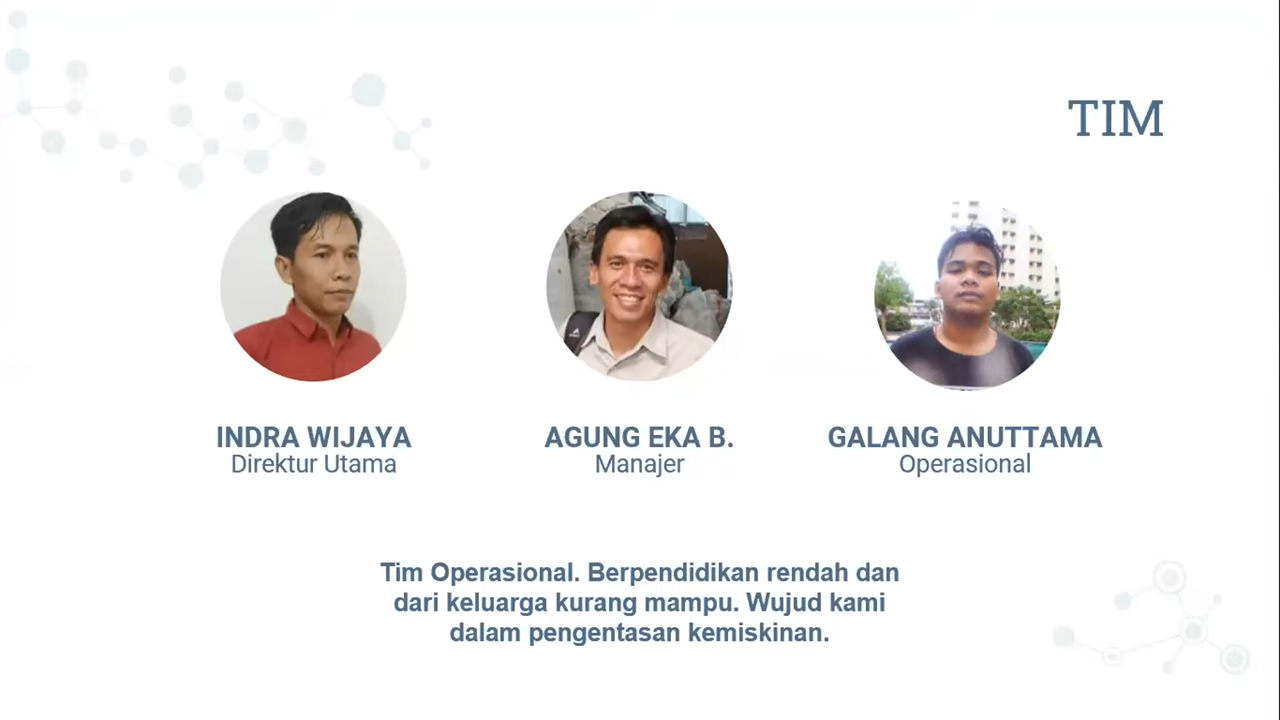 TIM
INDRA WIJAYA
Direktur Utama
AGUNG EKA B.
Manajer
GALANG ANUTTAMA
Operasional
Tim Operasional. Berpendidikan rendah dan
dari keluarga kurang mampu. Wujud kami
dalam pengentasan kemiskinan.